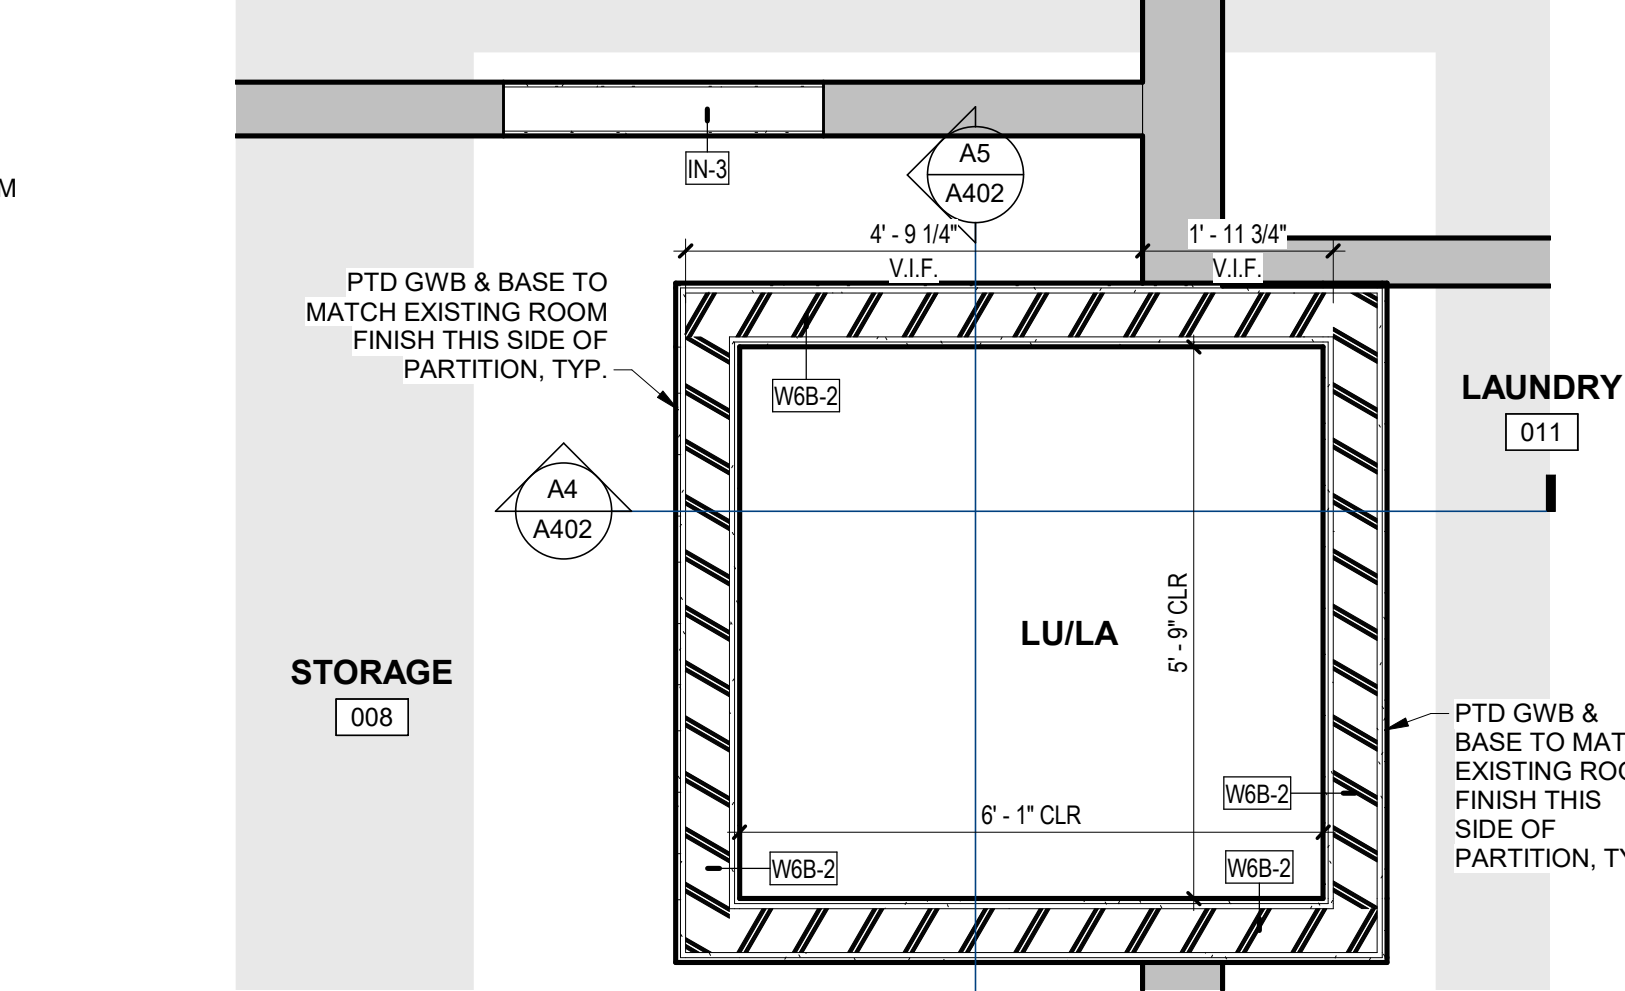 M
IN-3
A5
A402
4' - 9 1/4"
V.I.F.
1' - 11 3/4"
V.I.F.
PTD GWB & BASE TO
MATCH EXISTING ROOM
FINISH THIS SIDE OF
PARTITION, TYP.
W6B-2
LAUNDRY
011
A4
A402
5' - 9" CLR
LU/LA
STORAGE
008
PTD GWB &
BASE TO MAT
EXISTING ROO
FINISH THIS
SIDE OF
PARTITION, TY
W6B-2
6' - 1" CLR
W6B-2
W6B-2